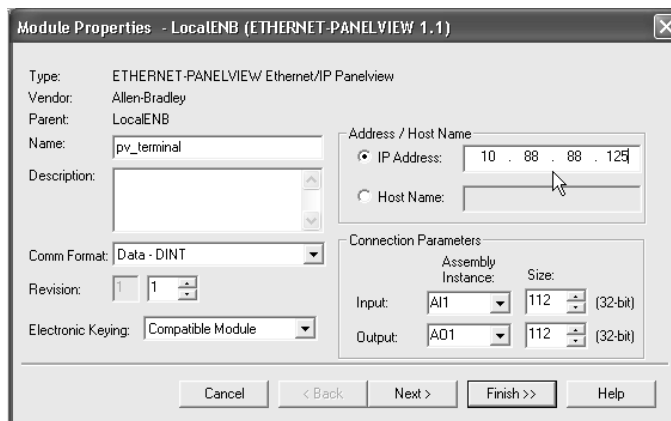 Module Properties - LocalENB (ETHERNET-PANELVIEW 1.1)
Type: ETHERNET-PANELVIEW Ethernet/IP Panelview
Vendor: Allen-Bradley
Parent: LocalENB
Name: pv_terminal
Description:
Comm Format: Data - DINT
Revision: 1 1
Electronic Keying: Compatible Module
Address / Host Name
IP Address: 10 . 88 . 88 . 125
Host Name:
Connection Parameters
Assembly
Instance: Size:
Input: AI1 112 (32-bit)
Output: AO1 112 (32-bit)
Cancel < Back Next > Finish >> Help